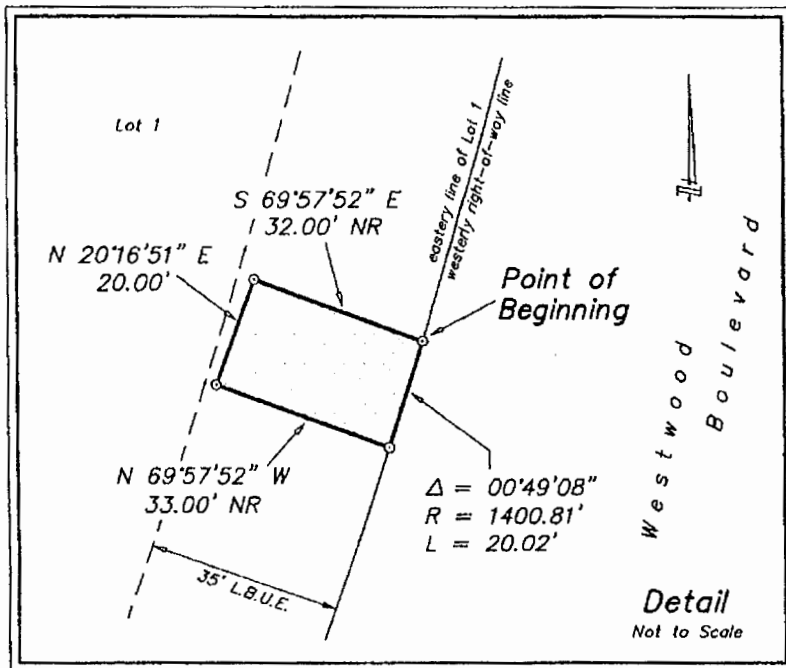 Lot 1
eastery line of Lot 1
westerly right-of-way line
S 69°57'52" E
32.00' NR
N 20°16'51" E
20.00'
Point of
Beginning
N 69°57'52" W
33.00' NR
Δ = 00°49'08"
R = 1400.81'
L = 20.02'
35' L.B.U.E.
Westwood
Boulevard
Detail
Not to Scale